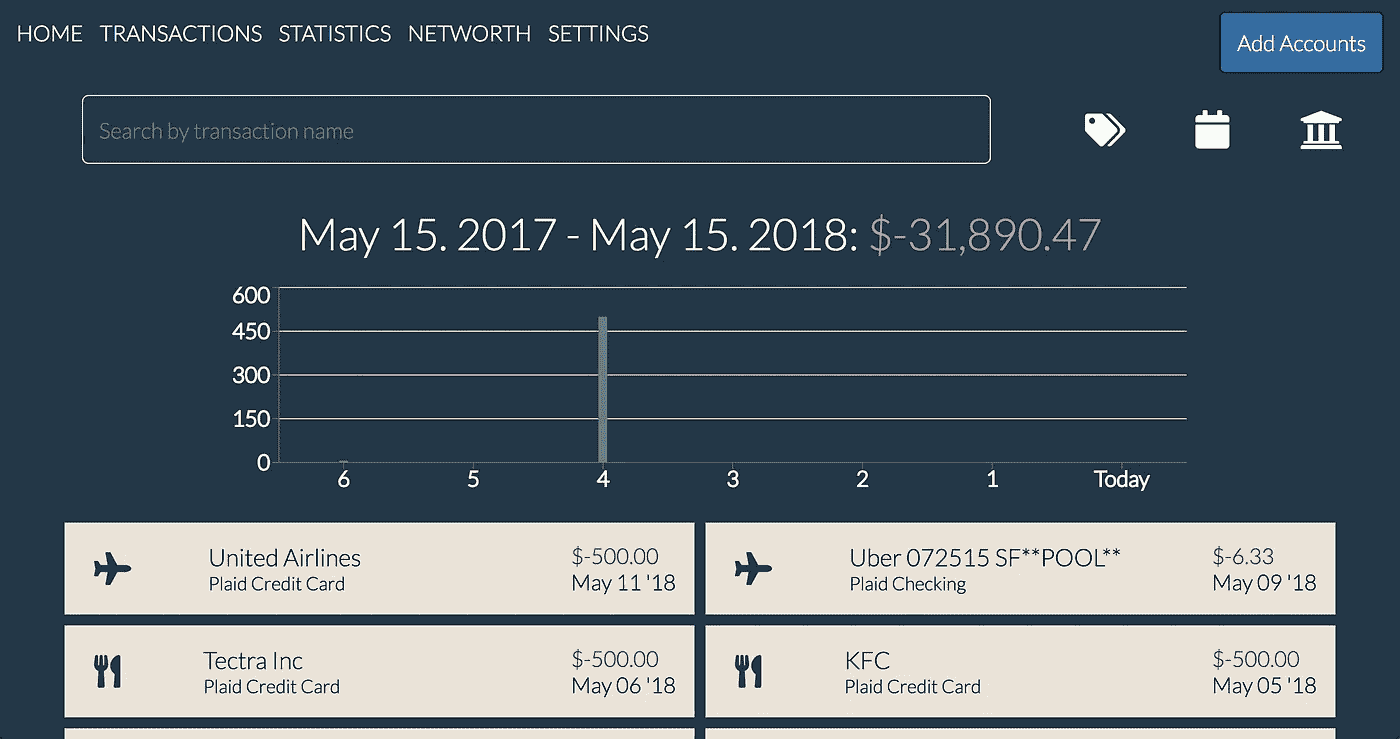 HOME TRANSACTIONS STATISTICS NETWORTH SETTINGS
Add Accounts
Search by transaction name
May 15. 2017 - May 15. 2018: $-31,890.47
600
450
300
150
0
6 5 4 3 2 1 Today
United Airlines $-500.00
Plaid Credit Card May 11 '18
Uber 072515 SF**POOL** $-6.33
Plaid Checking May 09 '18
Tectra Inc $-500.00
Plaid Credit Card May 06 '18
KFC $-500.00
Plaid Credit Card May 05 '18